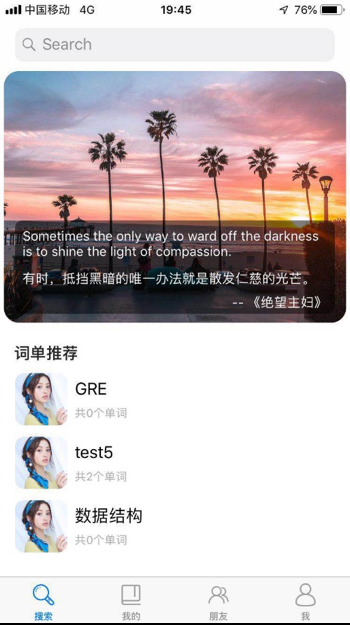 中国移动 4G 19:45 76%
Search
Sometimes the only way to ward off the darkness
is to shine the light of compassion.
有时，抵挡黑暗的唯一办法就是散发仁慈的光芒。
-- 《绝望主妇》
词单推荐
GRE
共0个单词
test5
共2个单词
数据结构
共0个单词
搜索 我的 朋友 我